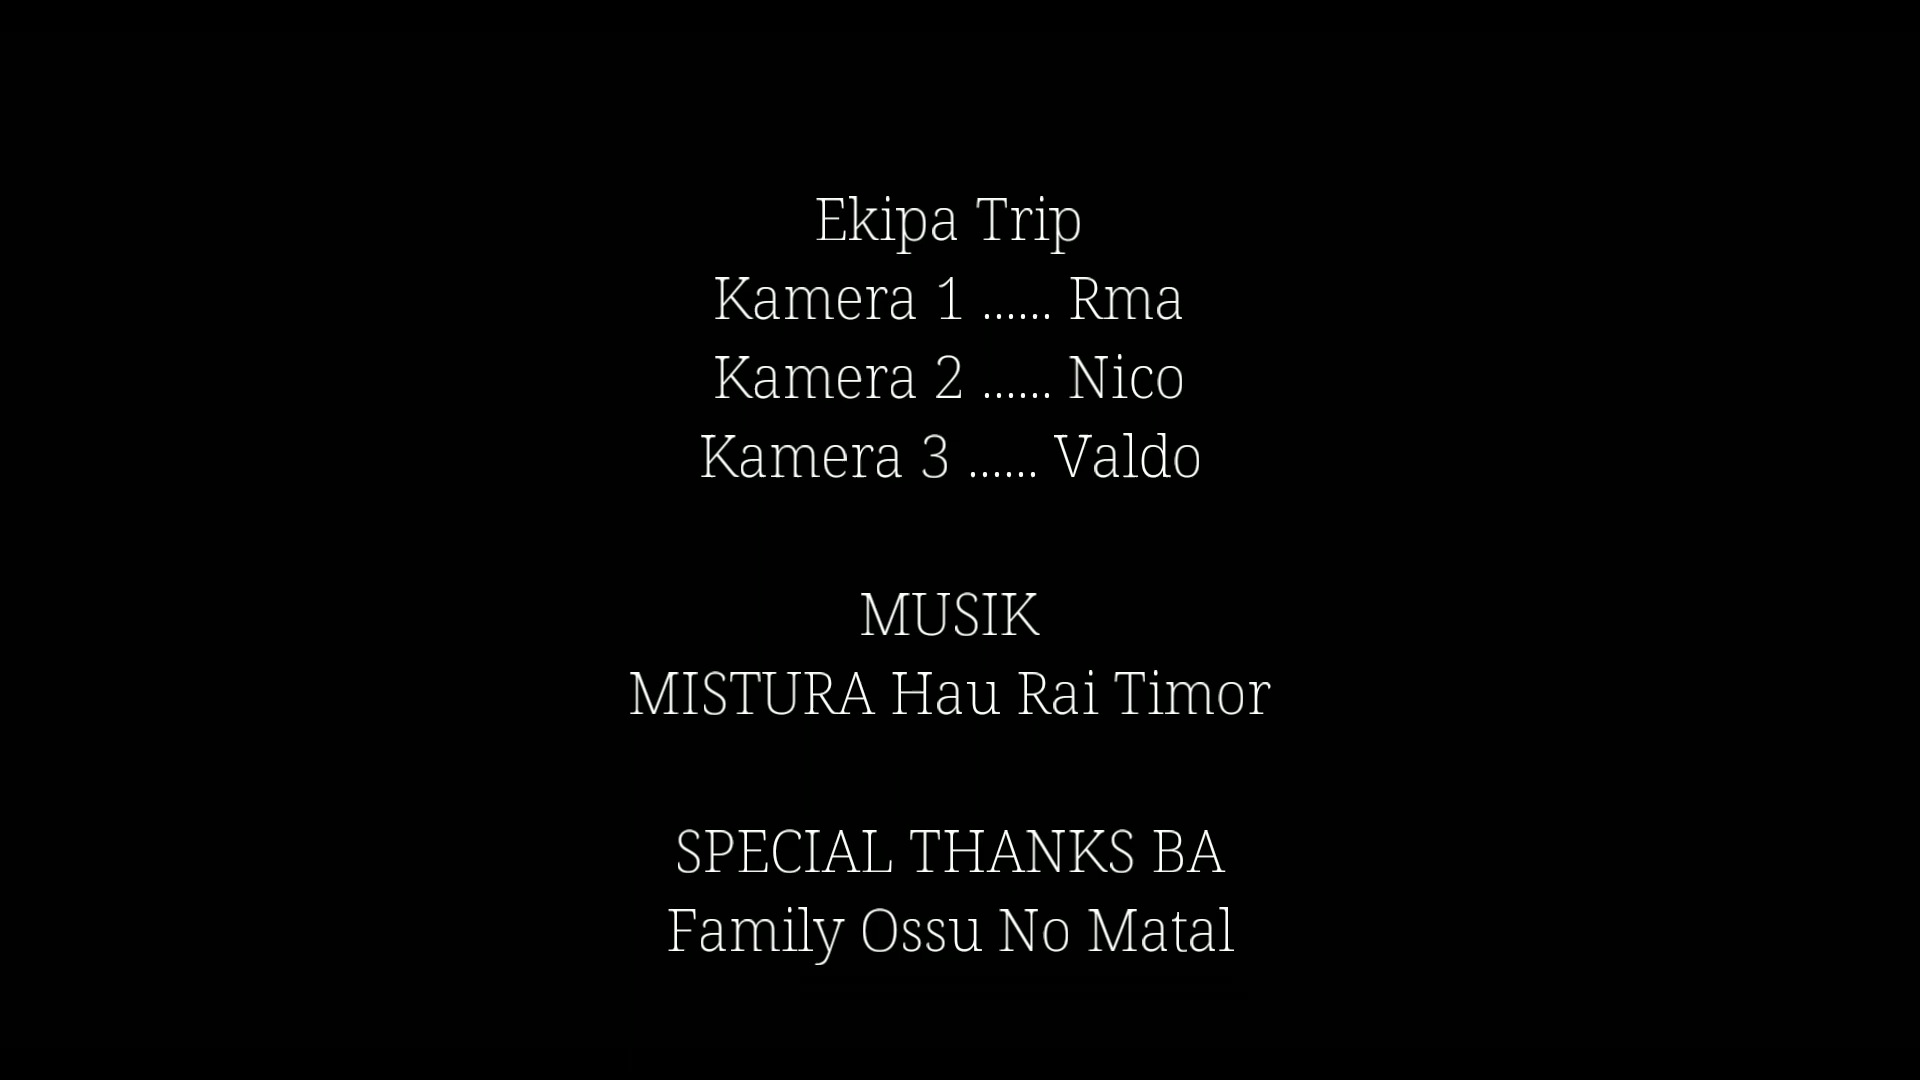 Ekipa Trip
Kamera 1 ...... Rma
Kamera 2 ...... Nico
Kamera 3 ...... Valdo
MUSIK
MISTURA Hau Rai Timor
SPECIAL THANKS BA
Family Ossu No Matal